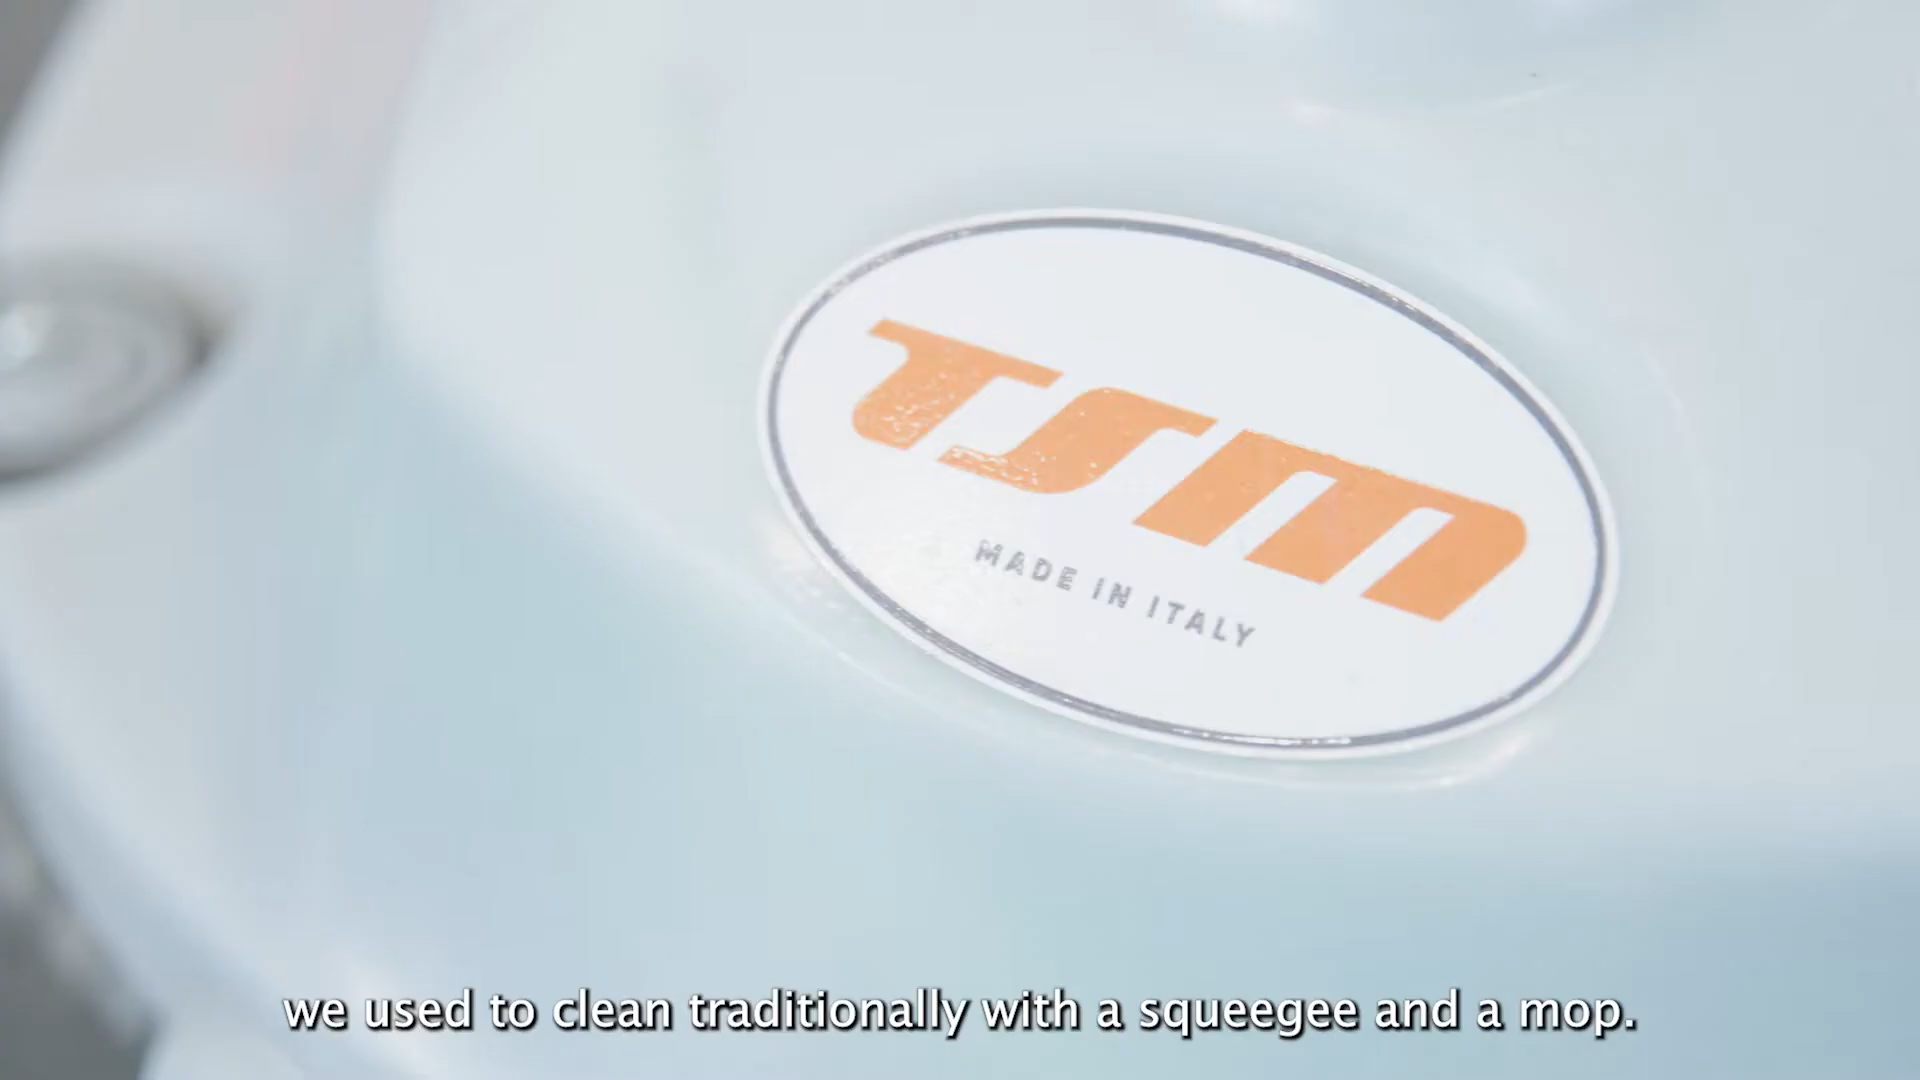 TSM
MADE IN ITALY
we used to clean traditionally with a squeegee and a mop.